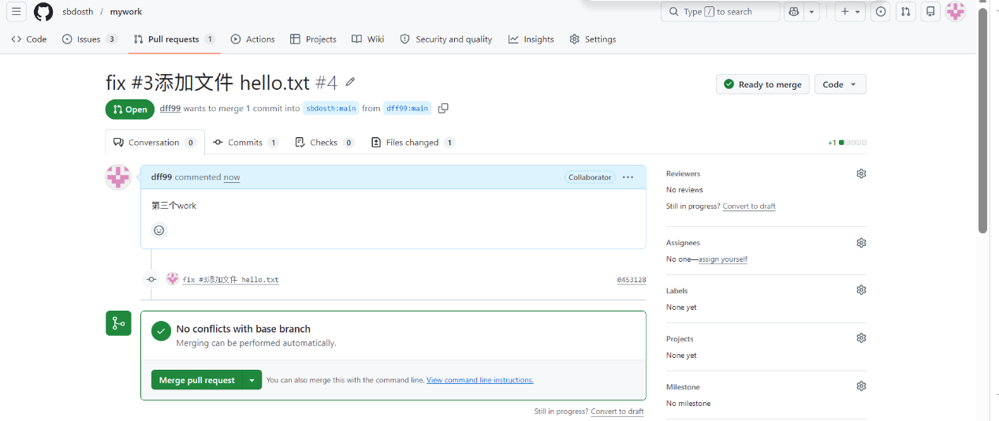 sbdosth / mywork
Type / to search
Code
Issues 3
Pull requests 1
Actions
Projects
Wiki
Security and quality
Insights
Settings
fix #3添加文件 hello.txt #4
Ready to merge
Code
Open
dff99 wants to merge 1 commit into sbdosth:main from dff99:main
Conversation 0
Commits 1
Checks 0
Files changed 1
+1
dff99 commented now
Collaborator
第三个work
fix #3添加文件 hello.txt
0453128
No conflicts with base branch
Merging can be performed automatically.
Merge pull request
You can also merge this with the command line. View command line instructions.
Still in progress? Convert to draft
Reviewers
No reviews
Still in progress? Convert to draft
Assignees
No one—assign yourself
Labels
None yet
Projects
None yet
Milestone
No milestone